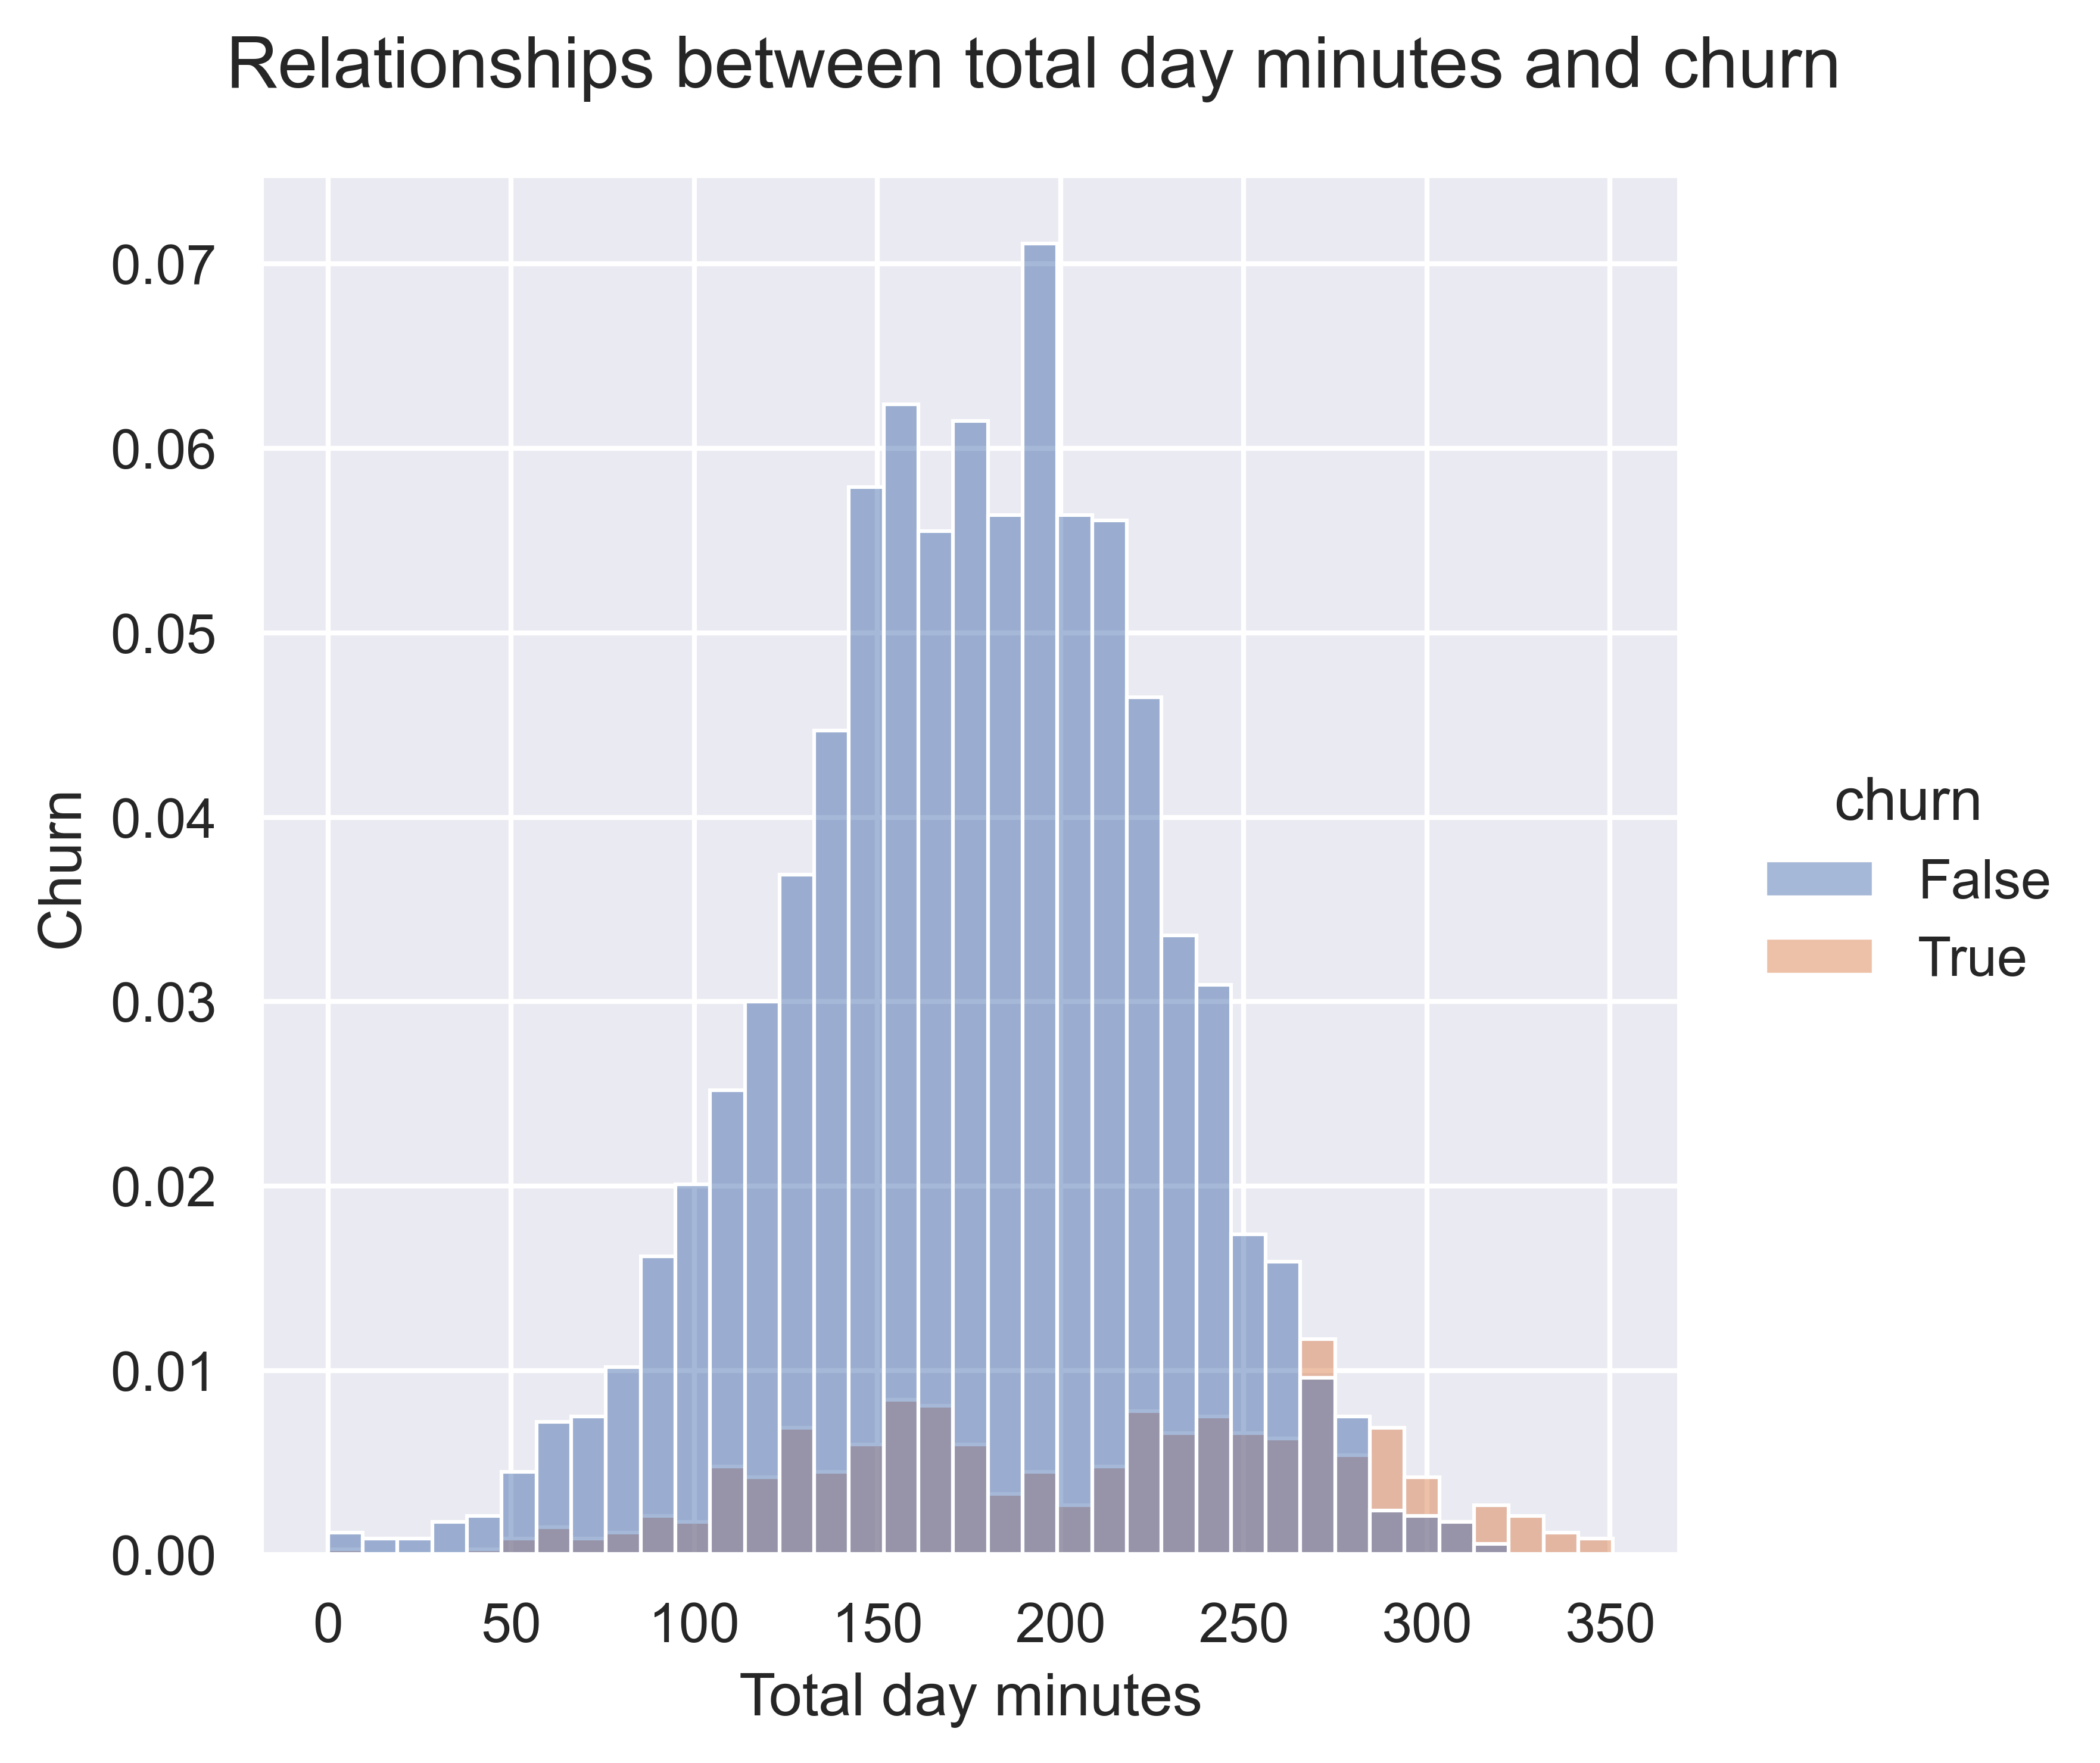 Relationships between total day minutes and churn
0.07
0.06
0.05
0.04
0.03
0.02
0.01
0.00
Churn
0 50 100 150 200 250 300 350
Total day minutes
churn
False
True